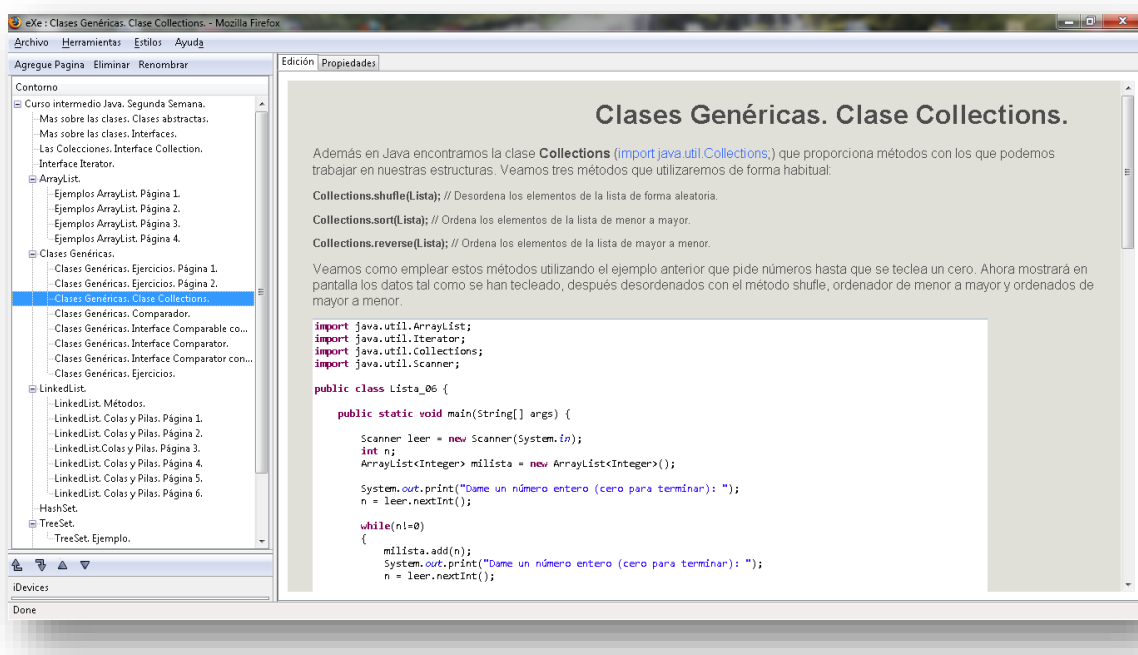 eXe : Clases Genéricas. Clase Collections. - Mozilla Firefox
Archivo Herramientas Estilos Ayuda
Agregue Pagina Eliminar Renombrar
Contorno
Curso intermedio Java. Segunda Semana.
Mas sobre las clases. Clases abstractas.
Mas sobre las clases. Interfaces.
Las Colecciones. Interface Collection.
Interface Iterator.
ArrayList.
Ejemplos ArrayList. Página 1.
Ejemplos ArrayList. Página 2.
Ejemplos ArrayList. Página 3.
Ejemplos ArrayList. Página 4.
Clases Genéricas.
Clases Genéricas. Ejercicios. Página 1.
Clases Genéricas. Ejercicios. Página 2.
Clases Genéricas. Clase Collections.
Clases Genéricas. Comparador.
Clases Genéricas. Interface Comparable co...
Clases Genéricas. Interface Comparator.
Clases Genéricas. Interface Comparator con...
Clases Genéricas. Ejercicios.
LinkedList.
LinkedList. Métodos.
LinkedList. Colas y Pilas. Página 1.
LinkedList. Colas y Pilas. Página 2.
LinkedList.Colas y Pilas. Página 3.
LinkedList. Colas y Pilas. Página 4.
LinkedList. Colas y Pilas. Página 5.
LinkedList. Colas y Pilas. Página 6.
HashSet.
TreeSet.
TreeSet. Ejemplo.
iDevices
Done
Edición Propiedades
Clases Genéricas. Clase Collections.
Además en Java encontramos la clase Collections (import java.util.Collections;) que proporciona métodos con los que podemos
trabajar en nuestras estructuras. Veamos tres métodos que utilizaremos de forma habitual:
Collections.shufle(Lista); // Desordena los elementos de la lista de forma aleatoria.
Collections.sort(Lista); // Ordena los elementos de la lista de menor a mayor.
Collections.reverse(Lista); // Ordena los elementos de la lista de mayor a menor.
Veamos como emplear estos métodos utilizando el ejemplo anterior que pide números hasta que se teclea un cero. Ahora mostrará en
pantalla los datos tal como se han tecleado, después desordenados con el método shufle, ordenador de menor a mayor y ordenados de
mayor a menor.
import java.util.ArrayList;
import java.util.Iterator;
import java.util.Collections;
import java.util.Scanner;
public class Lista_06 {
public static void main(String[] args) {
Scanner leer = new Scanner(System.in);
int n;
ArrayList<Integer> milista = new ArrayList<Integer>();
System.out.print("Dame un número entero (cero para terminar): ");
n = leer.nextInt();
while(n!=0)
{
milista.add(n);
System.out.print("Dame un número entero (cero para terminar): ");
n = leer.nextInt();